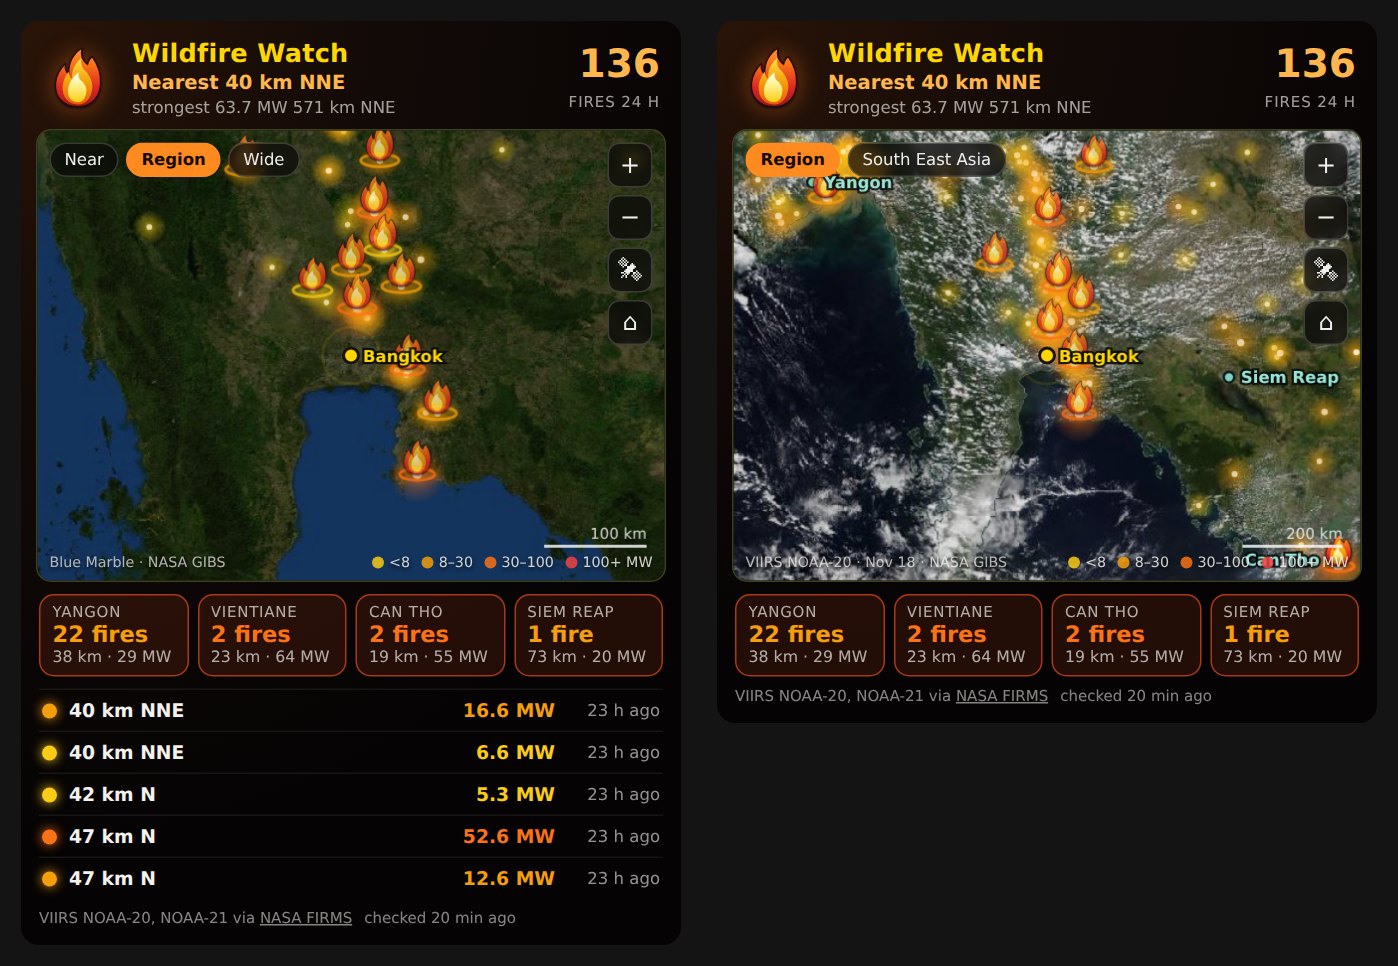 Wildfire Watch
Nearest 40 km NNE
strongest 63.7 MW 571 km NNE
136
FIRES 24 H
Near
Region
Wide
+
−
Bangkok
100 km
Blue Marble · NASA GIBS
<8
8–30
30–100
100+ MW
YANGON
22 fires
38 km · 29 MW
VIENTIANE
2 fires
23 km · 64 MW
CAN THO
2 fires
19 km · 55 MW
SIEM REAP
1 fire
73 km · 20 MW
40 km NNE 16.6 MW 23 h ago
40 km NNE 6.6 MW 23 h ago
42 km N 5.3 MW 23 h ago
47 km N 52.6 MW 23 h ago
47 km N 12.6 MW 23 h ago
VIIRS NOAA-20, NOAA-21 via NASA FIRMS checked 20 min ago
Wildfire Watch
Nearest 40 km NNE
strongest 63.7 MW 571 km NNE
136
FIRES 24 H
Region
South East Asia
+
−
Yangon
Bangkok
Siem Reap
200 km
Can Tho
VIIRS NOAA-20 · Nov 18 · NASA GIBS
<8
8–30
30–100
100+ MW
YANGON
22 fires
38 km · 29 MW
VIENTIANE
2 fires
23 km · 64 MW
CAN THO
2 fires
19 km · 55 MW
SIEM REAP
1 fire
73 km · 20 MW
VIIRS NOAA-20, NOAA-21 via NASA FIRMS checked 20 min ago